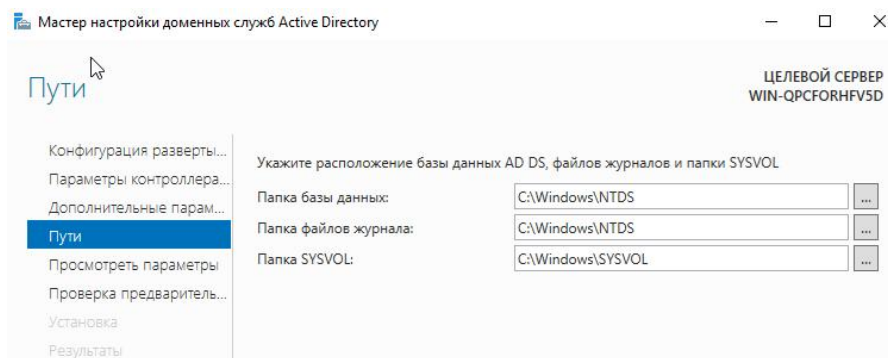 Мастер настройки доменных служб Active Directory
Пути
ЦЕЛЕВОЙ СЕРВЕР
WIN-QPCFORHFV5D
Конфигурация разверты...
Параметры контроллера...
Дополнительные парам...
Пути
Просмотреть параметры
Проверка предваритель...
Установка
Результаты
Укажите расположение базы данных AD DS, файлов журналов и папки SYSVOL
Папка базы данных: C:\Windows\NTDS ...
Папка файлов журнала: C:\Windows\NTDS ...
Папка SYSVOL: C:\Windows\SYSVOL ...